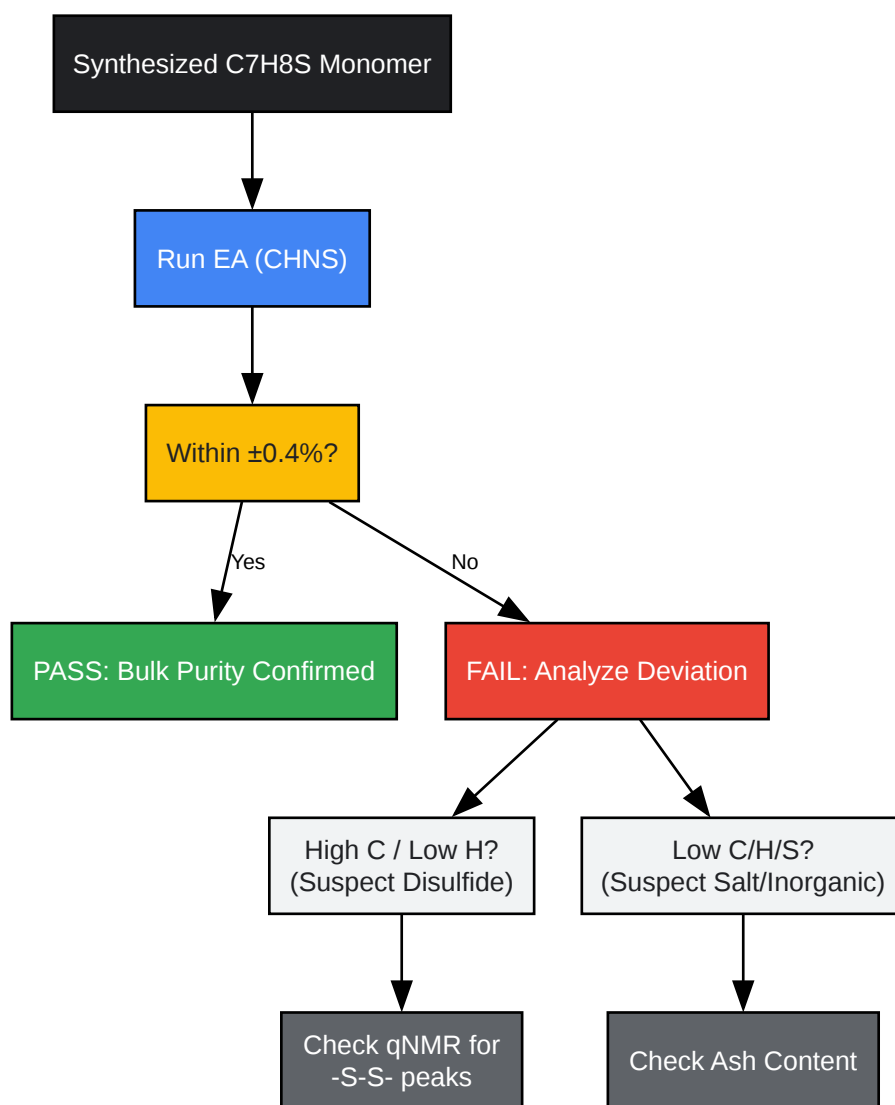 Synthesized C7H8S Monomer
Run EA (CHNS)
Within ±0.4%?
Yes
No
PASS: Bulk Purity Confirmed
FAIL: Analyze Deviation
High C / Low H?
(Suspect Disulfide)
Low C/H/S?
(Suspect Salt/Inorganic)
Check qNMR for
-S-S- peaks
Check Ash Content